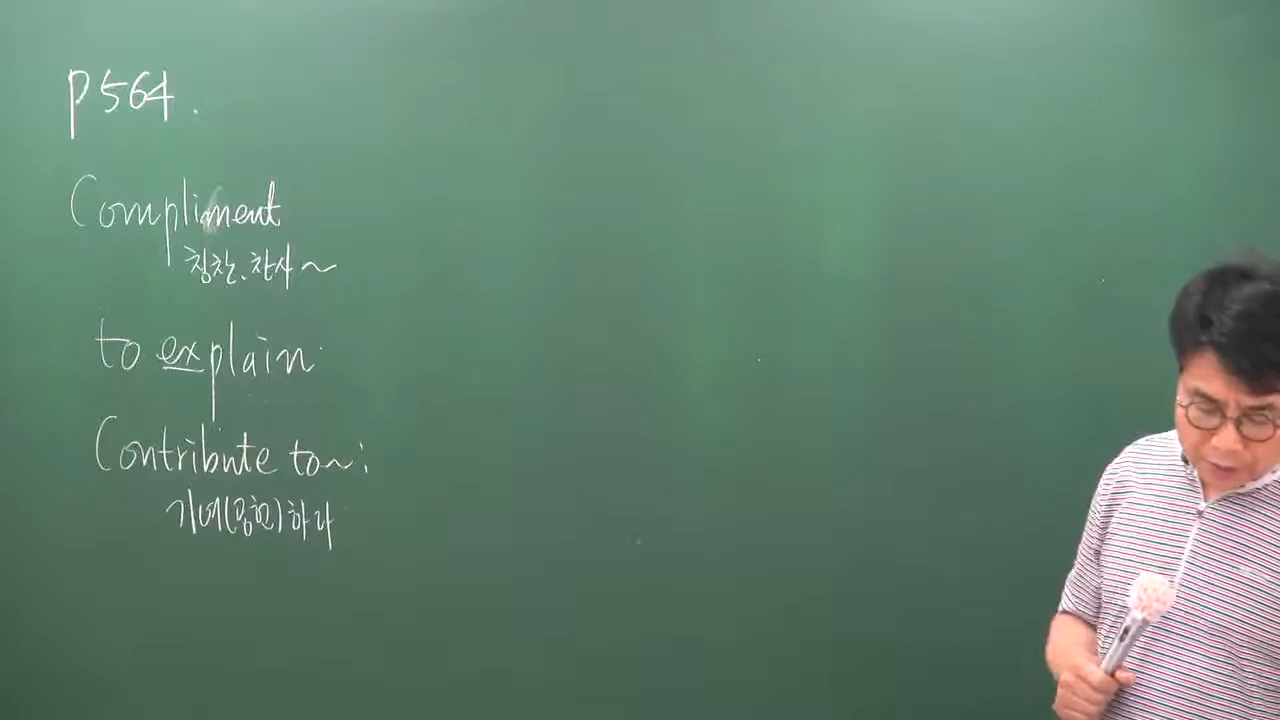 p564.
Compliment
칭찬.찬사~
to explain
Contribute to~:
기여(공헌)하다